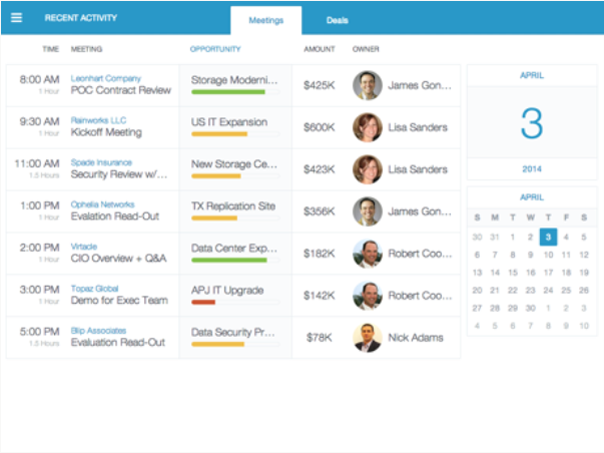 RECENT ACTIVITY Meetings Deals
TIME MEETING OPPORTUNITY AMOUNT OWNER
8:00 AM Leonhart Company Storage Moderni... $425K James Gon...
1 Hour POC Contract Review
9:30 AM Rainworks LLC US IT Expansion $600K Lisa Sanders
1 Hour Kickoff Meeting
11:00 AM Spade Insurance New Storage Ce... $423K Lisa Sanders
1.5 Hours Security Review w/...
1:00 PM Ophelia Networks TX Replication Site $356K James Gon...
1 Hour Evalation Read-Out
2:00 PM Virtacle Data Center Exp... $182K Robert Coo...
1 Hour CIO Overview + Q&A
3:00 PM Topaz Global APJ IT Upgrade $142K Robert Coo...
1 Hour Demo for Exec Team
5:00 PM Blip Associates Data Security Pr... $78K Nick Adams
1.5 Hours Evaluation Read-Out
APRIL
3
2014
APRIL
S M T W T F S
30 31 1 2 3 4 5
6 7 8 9 10 11 12
13 14 15 16 17 18 19
20 21 22 23 24 25 26
27 28 29 30 1 2 3
4 5 6 7 8 9 10